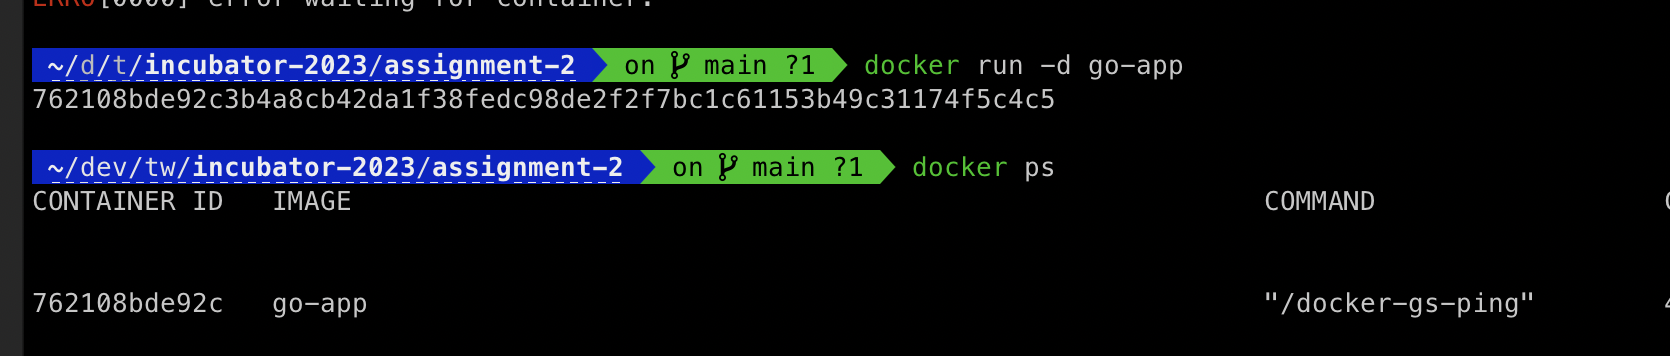 ERRO[0000] error waiting for container:
~/d/t/incubator-2023/assignment-2 on main ?1 docker run -d go-app
762108bde92c3b4a8cb42da1f38fedc98de2f2f7bc1c61153b49c31174f5c4c5
~/dev/tw/incubator-2023/assignment-2 on main ?1 docker ps
CONTAINER ID IMAGE COMMAND
762108bde92c go-app "/docker-gs-ping"